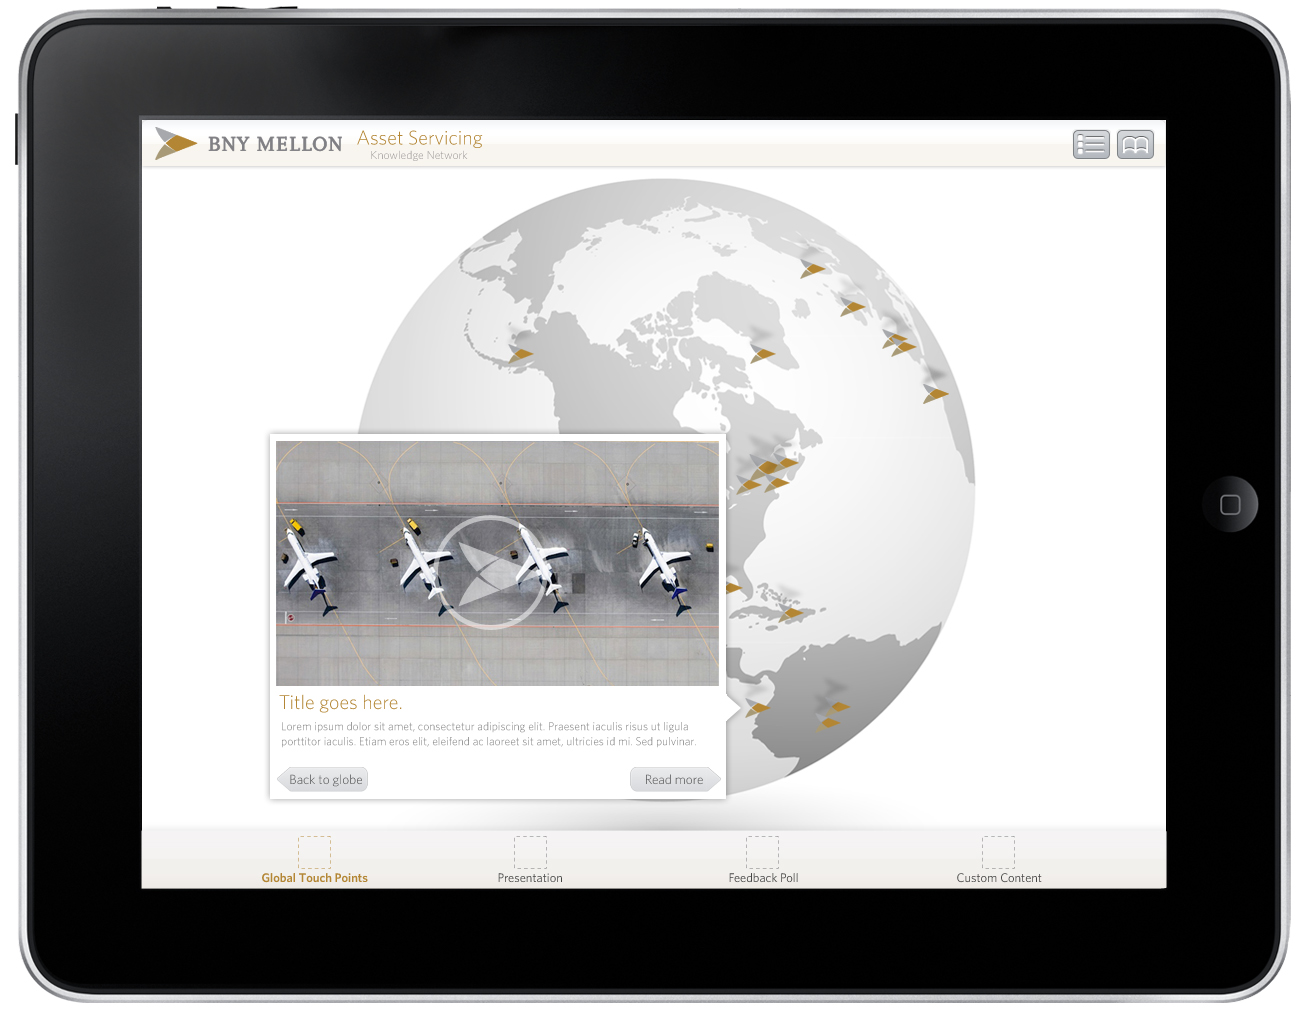 BNY MELLON
Asset Servicing
Knowledge Network
Title goes here.
Lorem ipsum dolor sit amet, consectetur adipiscing elit. Praesent iaculis risus ut ligula
porttitor iaculis. Etiam eros elit, eleifend ac laoreet sit amet, ultricies id mi. Sed pulvinar.
Back to globe
Read more
Global Touch Points
Presentation
Feedback Poll
Custom Content